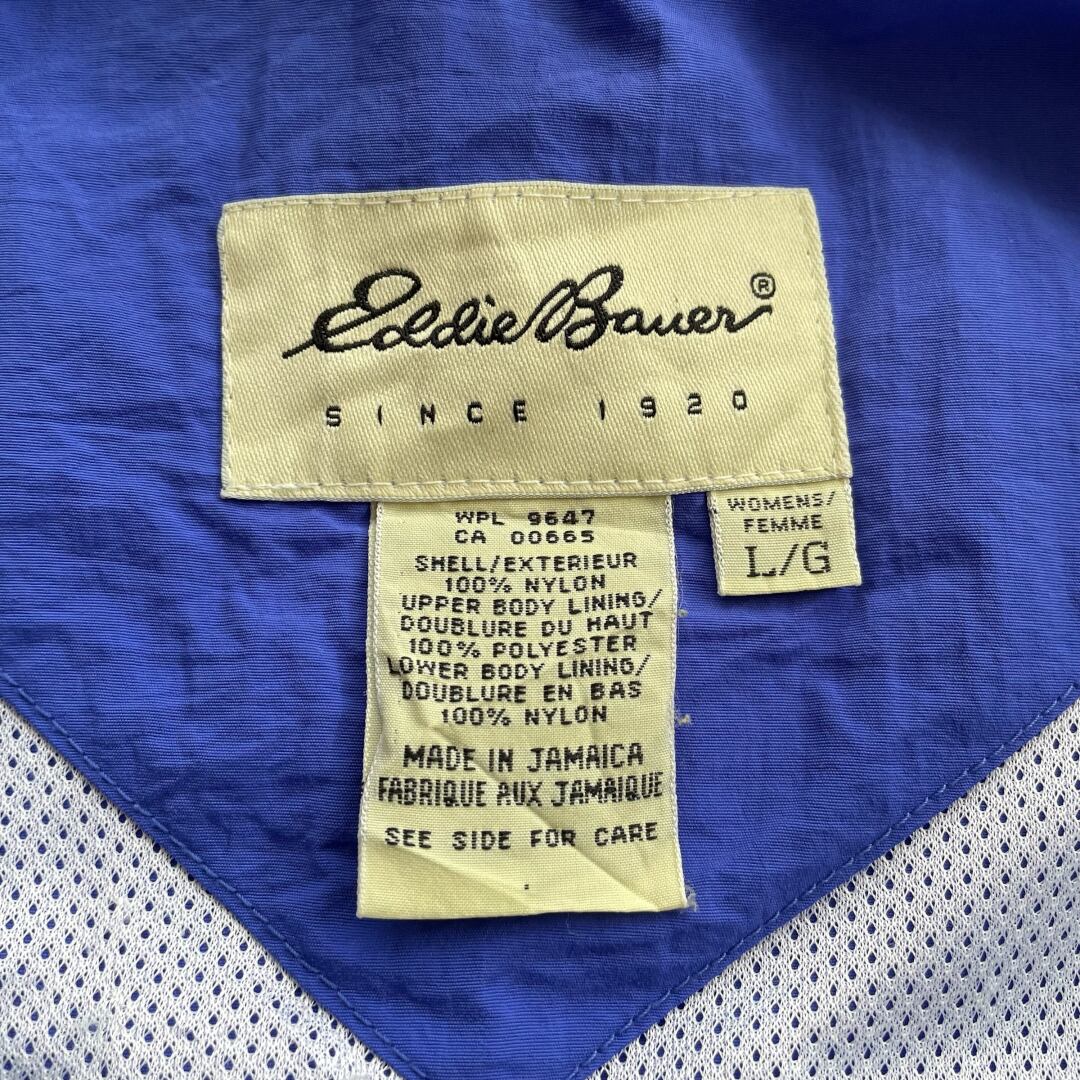 Eddie Bauer®
SINCE 1920
WPL 9647
CA 00665
SHELL/EXTERIEUR
100% NYLON
UPPER BODY LINING/
DOUBLURE DU HAUT
100% POLYESTER
LOWER BODY LINING/
DOUBLURE EN BAS
100% NYLON
MADE IN JAMAICA
FABRIQUE AUX JAMAIQUE
SEE SIDE FOR CARE
WOMENS/
FEMME
L/G